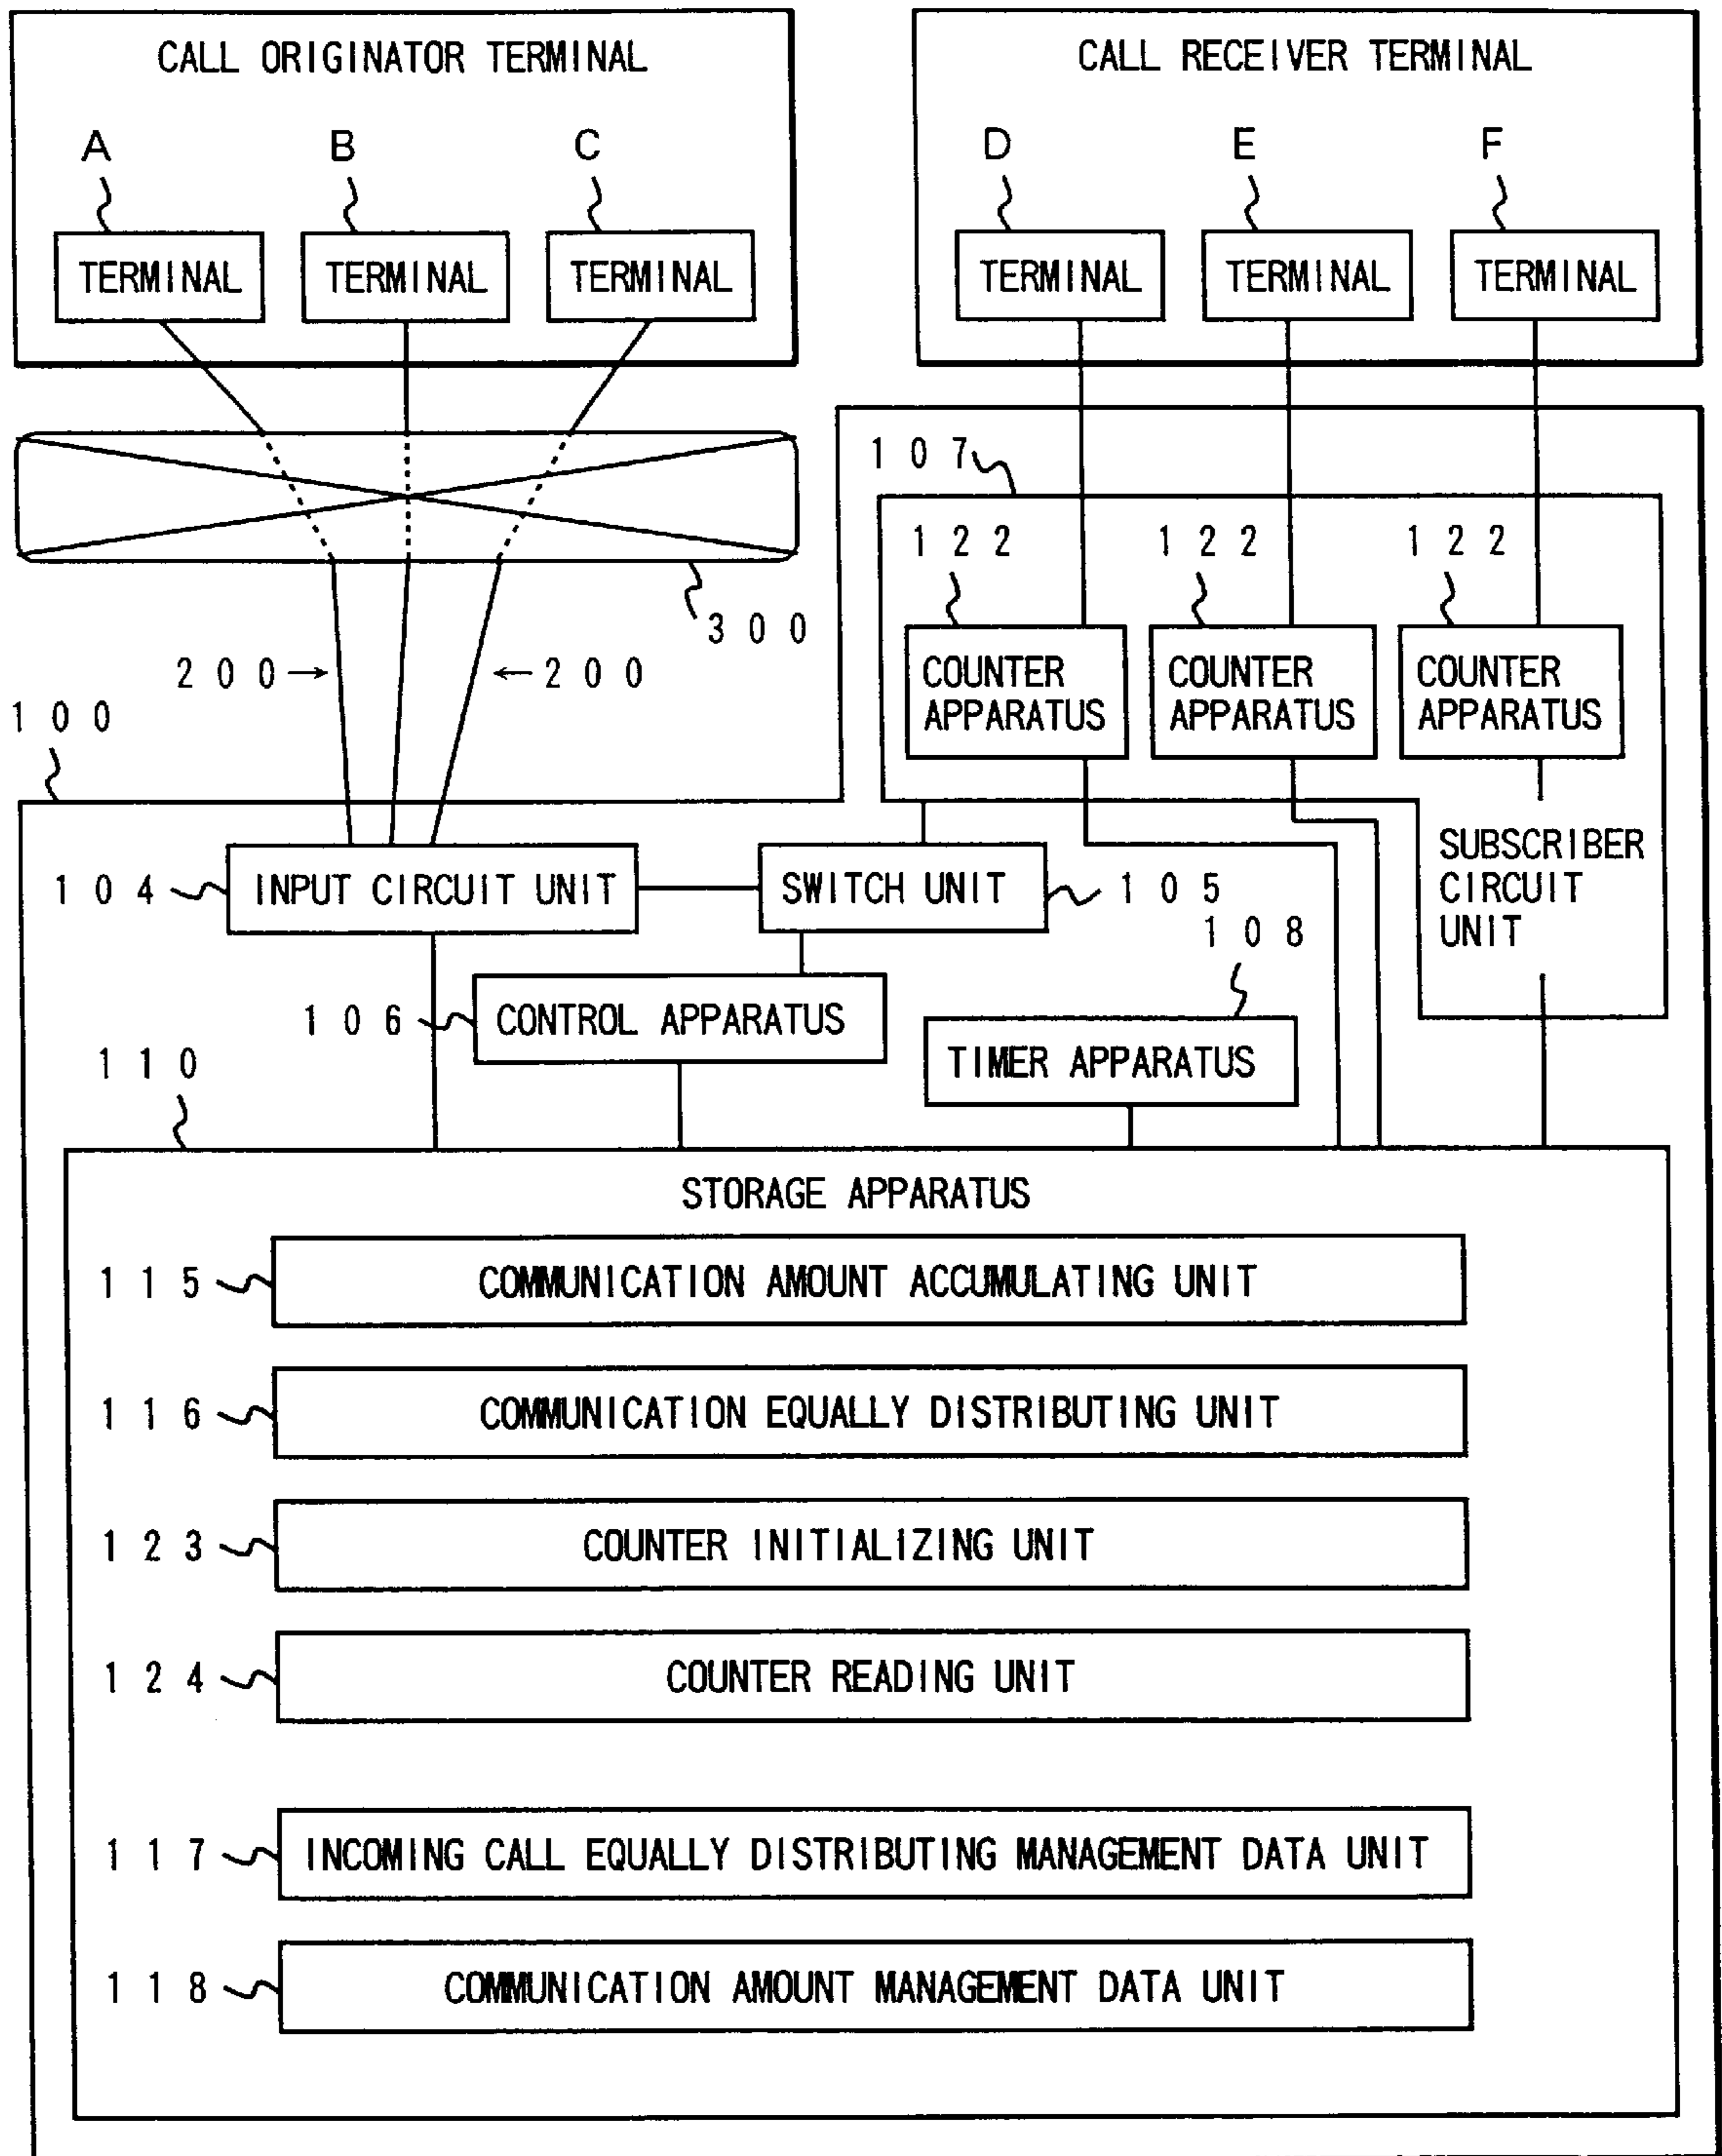 CALL ORIGINATOR TERMINAL
CALL RECEIVER TERMINAL
A B C
D E F
TERMINAL TERMINAL TERMINAL
TERMINAL TERMINAL TERMINAL
107
122 122 122
300
200→ ←200
COUNTER APPARATUS
COUNTER APPARATUS
COUNTER APPARATUS
100
104 INPUT CIRCUIT UNIT
SWITCH UNIT 105
SUBSCRIBER
CIRCUIT
UNIT
108
106 CONTROL APPARATUS
TIMER APPARATUS
110
STORAGE APPARATUS
115 COMMUNICATION AMOUNT ACCUMULATING UNIT
116 COMMUNICATION EQUALLY DISTRIBUTING UNIT
123 COUNTER INITIALIZING UNIT
124 COUNTER READING UNIT
117 INCOMING CALL EQUALLY DISTRIBUTING MANAGEMENT DATA UNIT
118 COMMUNICATION AMOUNT MANAGEMENT DATA UNIT